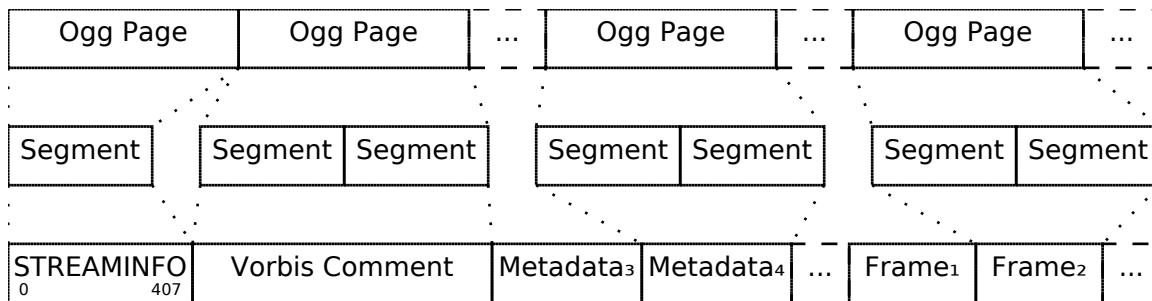 Ogg Page Ogg Page ... Ogg Page ... Ogg Page ...
Segment Segment Segment Segment Segment Segment Segment
STREAMINFO Vorbis Comment Metadata₃ Metadata₄ ... Frame₁ Frame₂ ...
0 407